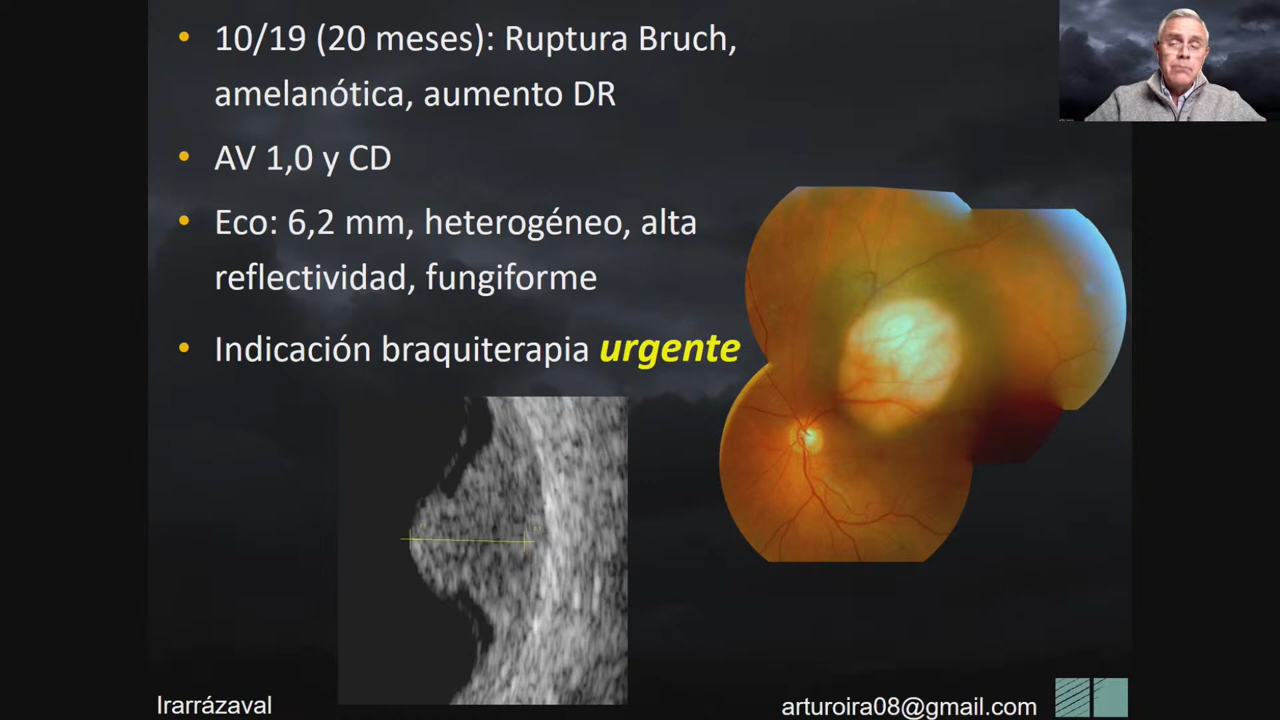 10/19 (20 meses): Ruptura Bruch,
amelanótica, aumento DR
AV 1,0 y CD
Eco: 6,2 mm, heterogéneo, alta
reflectividad, fungiforme
Indicación braquiterapia urgente
Irarrázaval
arturoira08@gmail.com